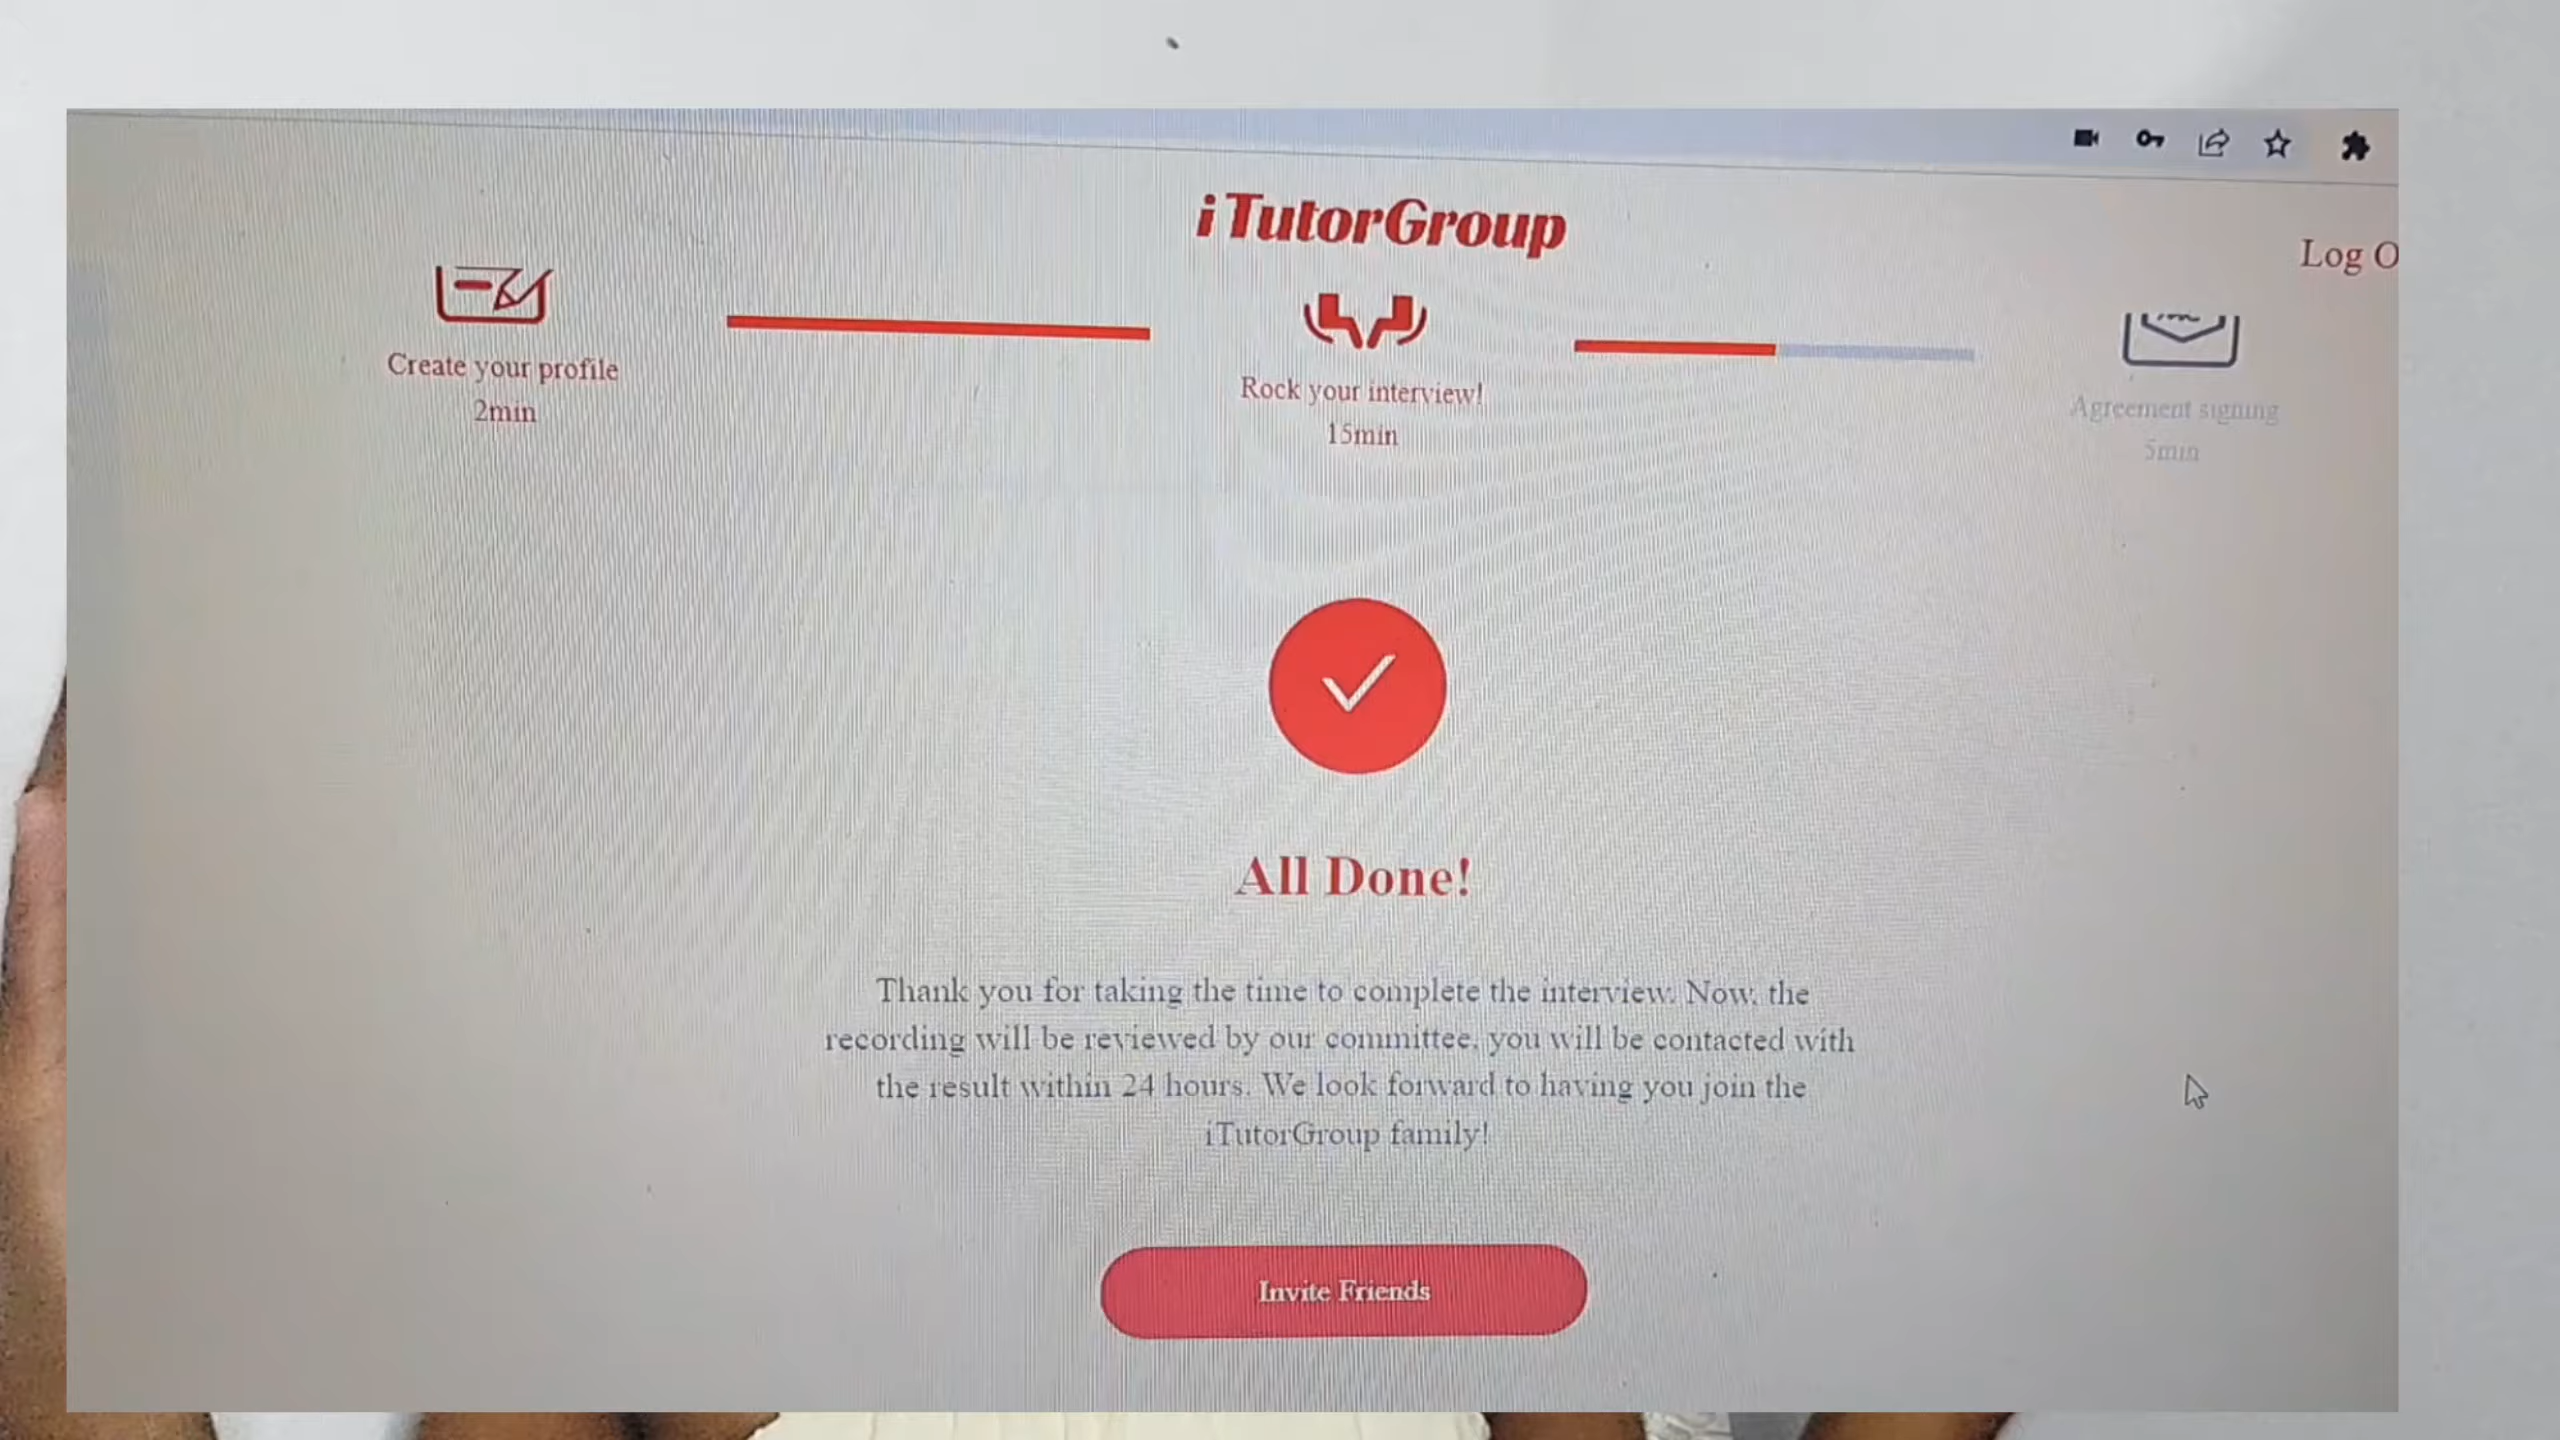 iTutorGroup
Log O
Create your profile
2min
Rock your interview!
15min
Agreement signing
5min
All Done!
Thank you for taking the time to complete the interview. Now, the
recording will be reviewed by our committee, you will be contacted with
the result within 24 hours. We look forward to having you join the
iTutorGroup family!
Invite Friends